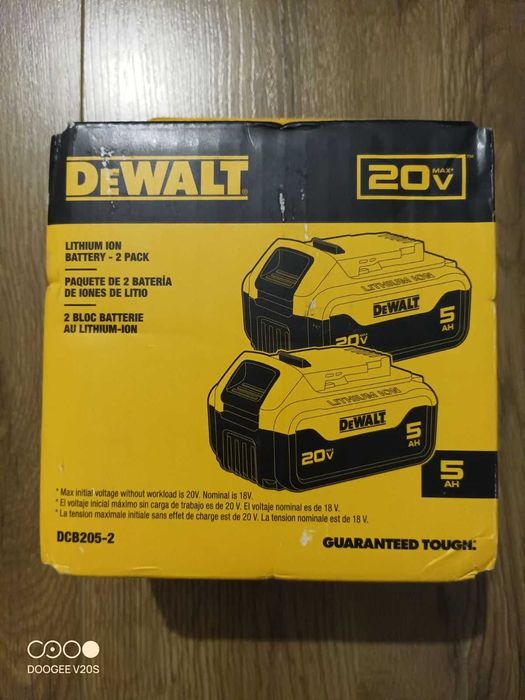 DEWALT®
20V MAX*™
LITHIUM ION
BATTERY - 2 PACK
PAQUETE DE 2 BATERÍA
DE IONES DE LITIO
2 BLOC BATTERIE
AU LITHIUM-ION
LITHIUM ION
DEWALT
20V
5
AH
LITHIUM ION
DEWALT
20V MAX*
5
AH
5
AH
* Max initial voltage without workload is 20V. Nominal is 18V.
* El voltaje inicial máximo sin carga de trabajo es de 20 V. El voltaje nominal es de 18 V.
* La tension maximale initiale sans effet de charge est de 20 V. La tension nominale est de 18 V.
DCB205-2
GUARANTEED TOUGH.
DOOGEE V20S